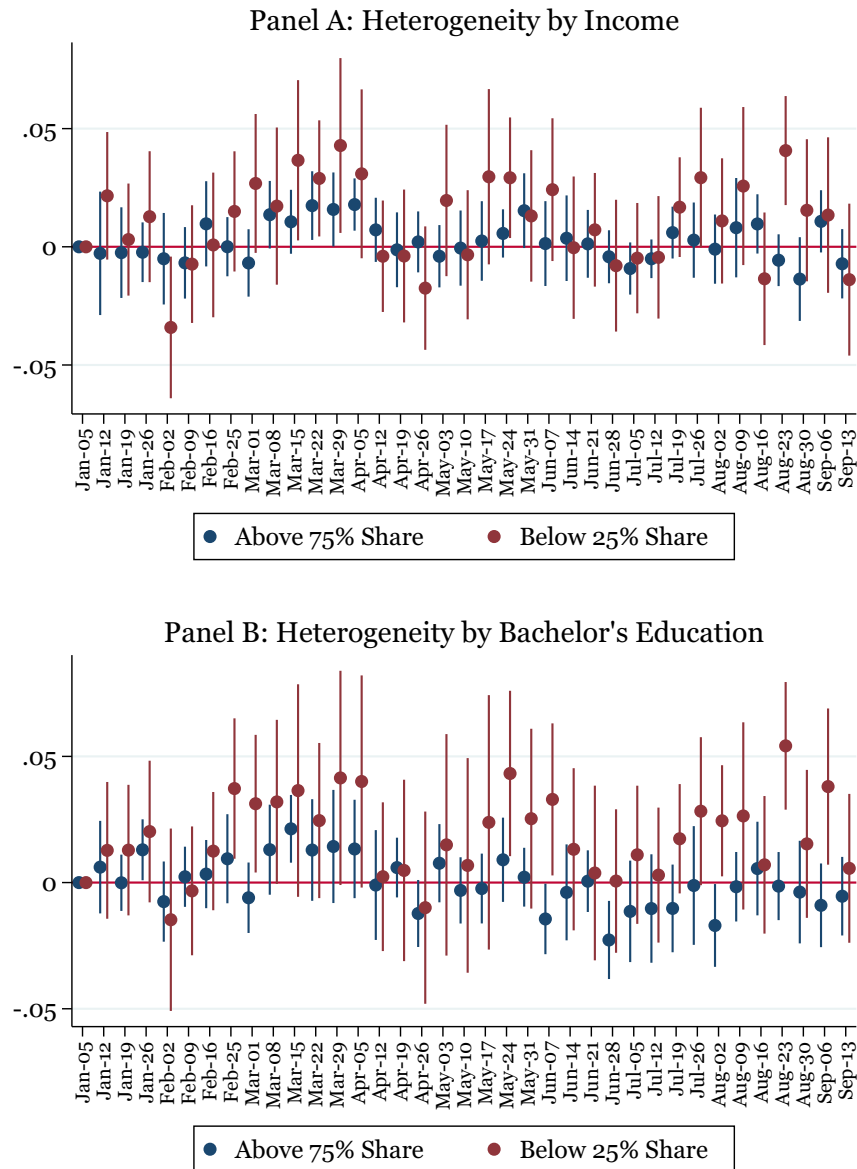 Panel A: Heterogeneity by Income
.05
0
-.05
Jan-05
Jan-12
Jan-19
Jan-26
Feb-02
Feb-09
Feb-16
Feb-25
Mar-01
Mar-08
Mar-15
Mar-22
Mar-29
Apr-05
Apr-12
Apr-19
Apr-26
May-03
May-10
May-17
May-24
May-31
Jun-07
Jun-14
Jun-21
Jun-28
Jul-05
Jul-12
Jul-19
Jul-26
Aug-02
Aug-09
Aug-16
Aug-23
Aug-30
Sep-06
Sep-13
Above 75% Share
Below 25% Share
Panel B: Heterogeneity by Bachelor's Education
.05
0
-.05
Jan-05
Jan-12
Jan-19
Jan-26
Feb-02
Feb-09
Feb-16
Feb-25
Mar-01
Mar-08
Mar-15
Mar-22
Mar-29
Apr-05
Apr-12
Apr-19
Apr-26
May-03
May-10
May-17
May-24
May-31
Jun-07
Jun-14
Jun-21
Jun-28
Jul-05
Jul-12
Jul-19
Jul-26
Aug-02
Aug-09
Aug-16
Aug-23
Aug-30
Sep-06
Sep-13
Above 75% Share
Below 25% Share